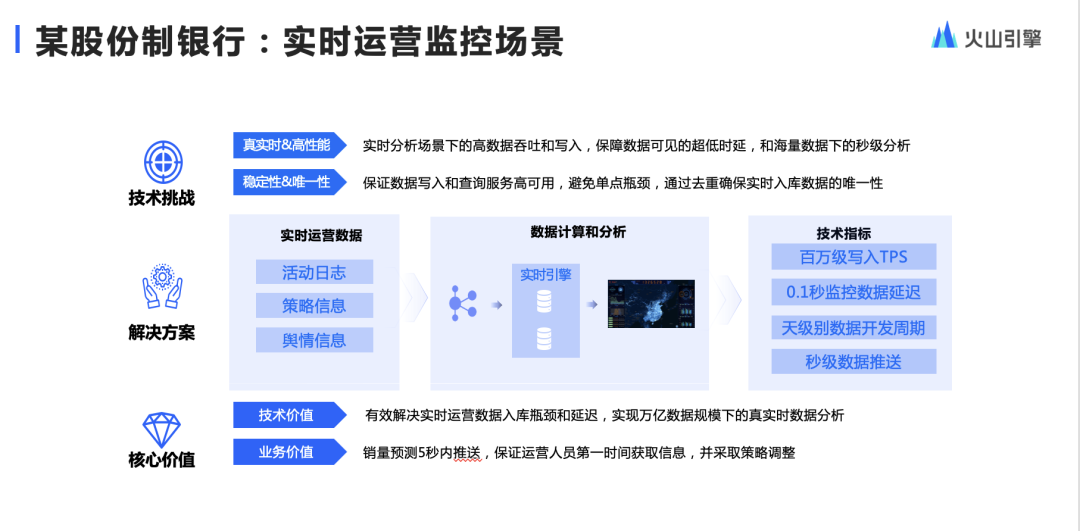 某股份制银行：实时运营监控场景
火山引擎
技术挑战
真实时&高性能
实时分析场景下的高数据吞吐和写入，保障数据可见的超低时延，和海量数据下的秒级分析
稳定性&唯一性
保证数据写入和查询服务高可用，避免单点瓶颈，通过去重确保实时入库数据的唯一性
解决方案
实时运营数据
活动日志
策略信息
舆情信息
数据计算和分析
实时引擎
技术指标
百万级写入TPS
0.1秒监控数据延迟
天级别数据开发周期
秒级数据推送
核心价值
技术价值
有效解决实时运营数据入库瓶颈和延迟，实现万亿数据规模下的真实时数据分析
业务价值
销量预测5秒内推送，保证运营人员第一时间获取信息，并采取策略调整